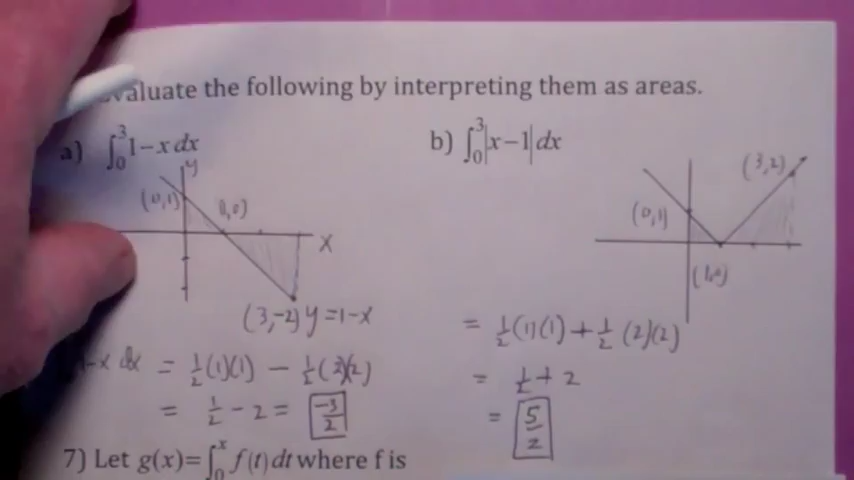 valuate the following by interpreting them as areas.
a) ∫₀³ 1−x dx
y
(0,1)
(1,0)
x
(3,-2) y=1-x
-x dx = ½(1)(1) − ½(2)(2)
= ½ − 2 = -3/2
b) ∫₀³ |x−1| dx
(3,2)
(0,1)
(1,0)
= ½(1)(1) + ½(2)(2)
= ½ + 2
= 5/2
7) Let g(x)=∫₀ˣ f(t) dt where f is